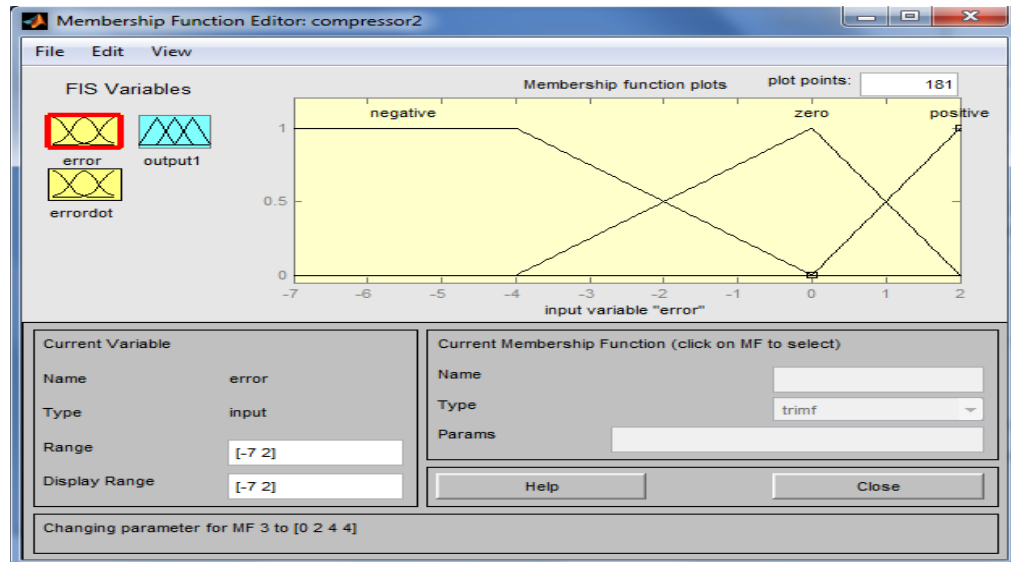 Membership Function Editor: compressor2
File Edit View
FIS Variables
Membership function plots
plot points:
181
error
output1
errordot
negative
zero
positive
1
0.5
0
-7 -6 -5 -4 -3 -2 -1 0 1 2
input variable "error"
Current Variable
Name error
Type input
Range [-7 2]
Display Range [-7 2]
Current Membership Function (click on MF to select)
Name
Type trimf
Params
Help
Close
Changing parameter for MF 3 to [0 2 4 4]